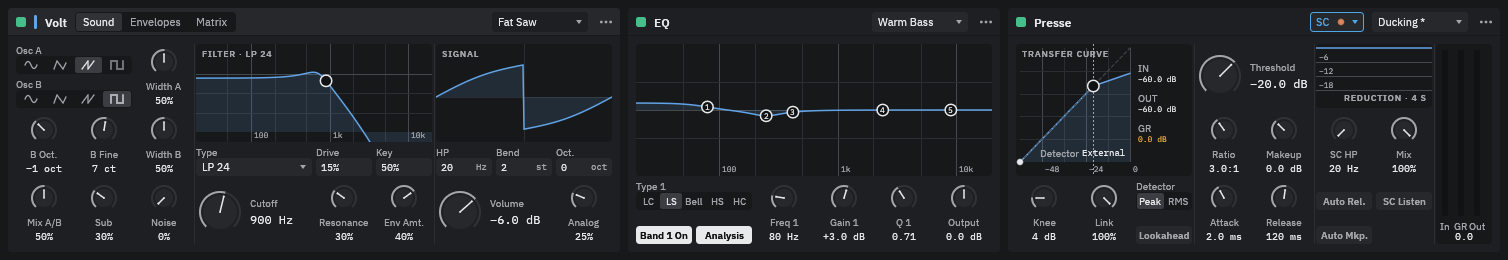 Volt Sound Envelopes Matrix Fat Saw
Osc A
Osc B
Width A
50%
B Oct. B Fine Width B
−1 oct 7 ct 50%
Mix A/B Sub Noise
50% 30% 0%
FILTER · LP 24
100 1k 10k
Type Drive Key
LP 24 15% 50%
Cutoff
900 Hz
Resonance Env Amt.
30% 40%
SIGNAL
HP Bend Oct.
20 Hz 2 st 0 oct
Volume
−6.0 dB
Analog
25%
EQ Warm Bass
1 2 3 4 5
100 1k 10k
Type 1
LC LS Bell HS HC
Band 1 On Analysis
Freq 1 Gain 1 Q 1 Output
80 Hz +3.0 dB 0.71 0.0 dB
Presse SC Ducking *
TRANSFER CURVE
IN
−60.0 dB
OUT
−60.0 dB
GR
0.0 dB
Detector External
−48 −24 0
Knee Link
4 dB 100%
Detector
Peak RMS
Lookahead
Threshold
−20.0 dB
Ratio Makeup
3.0:1 0.0 dB
Attack Release
2.0 ms 120 ms
−6
−12
−18
REDUCTION · 4 S
SC HP Mix
20 Hz 100%
Auto Rel. SC Listen
Auto Mkp.
In GR Out
0.0